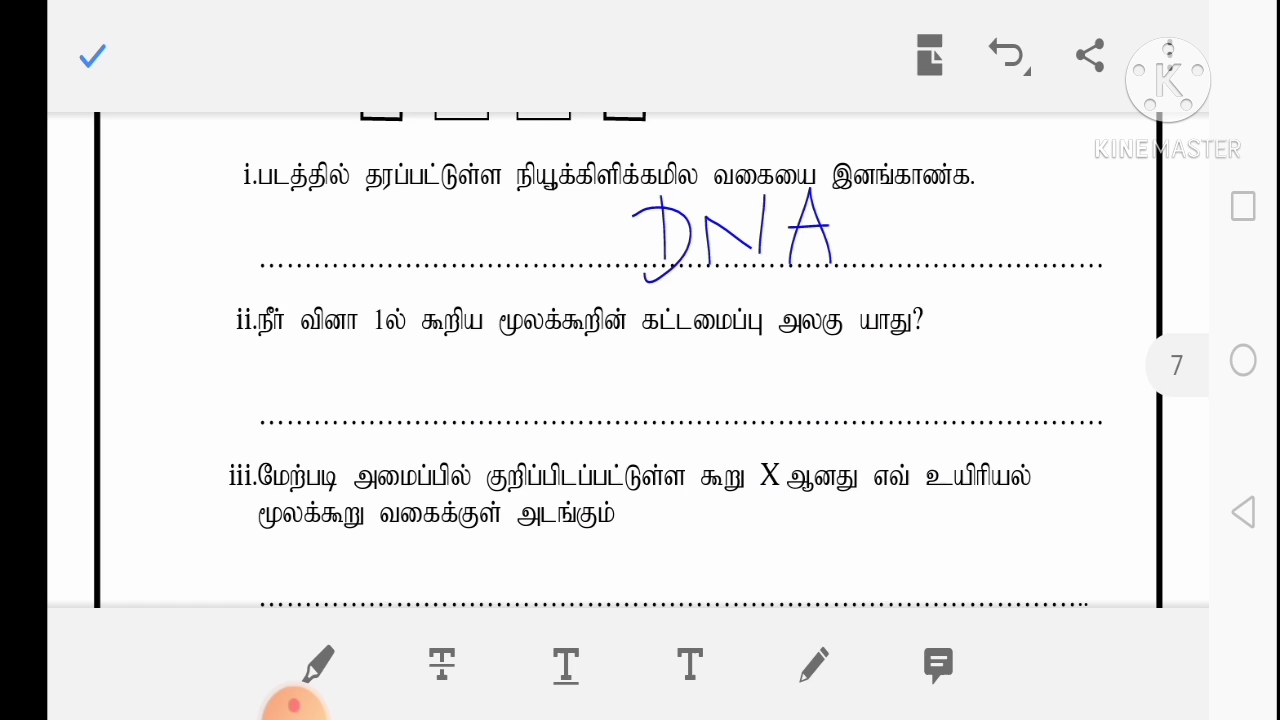 KINEMASTER
i.படத்தில் தரப்பட்டுள்ள நியூக்கிளிக்கமில வகையை இனங்காண்க.
DNA
ii.நீர் வினா 1ல் கூறிய மூலக்கூறின் கட்டமைப்பு அலகு யாது?
7
iii.மேற்படி அமைப்பில் குறிப்பிடப்பட்டுள்ள கூறு X ஆனது எவ் உயிரியல்
மூலக்கூறு வகைக்குள் அடங்கும்